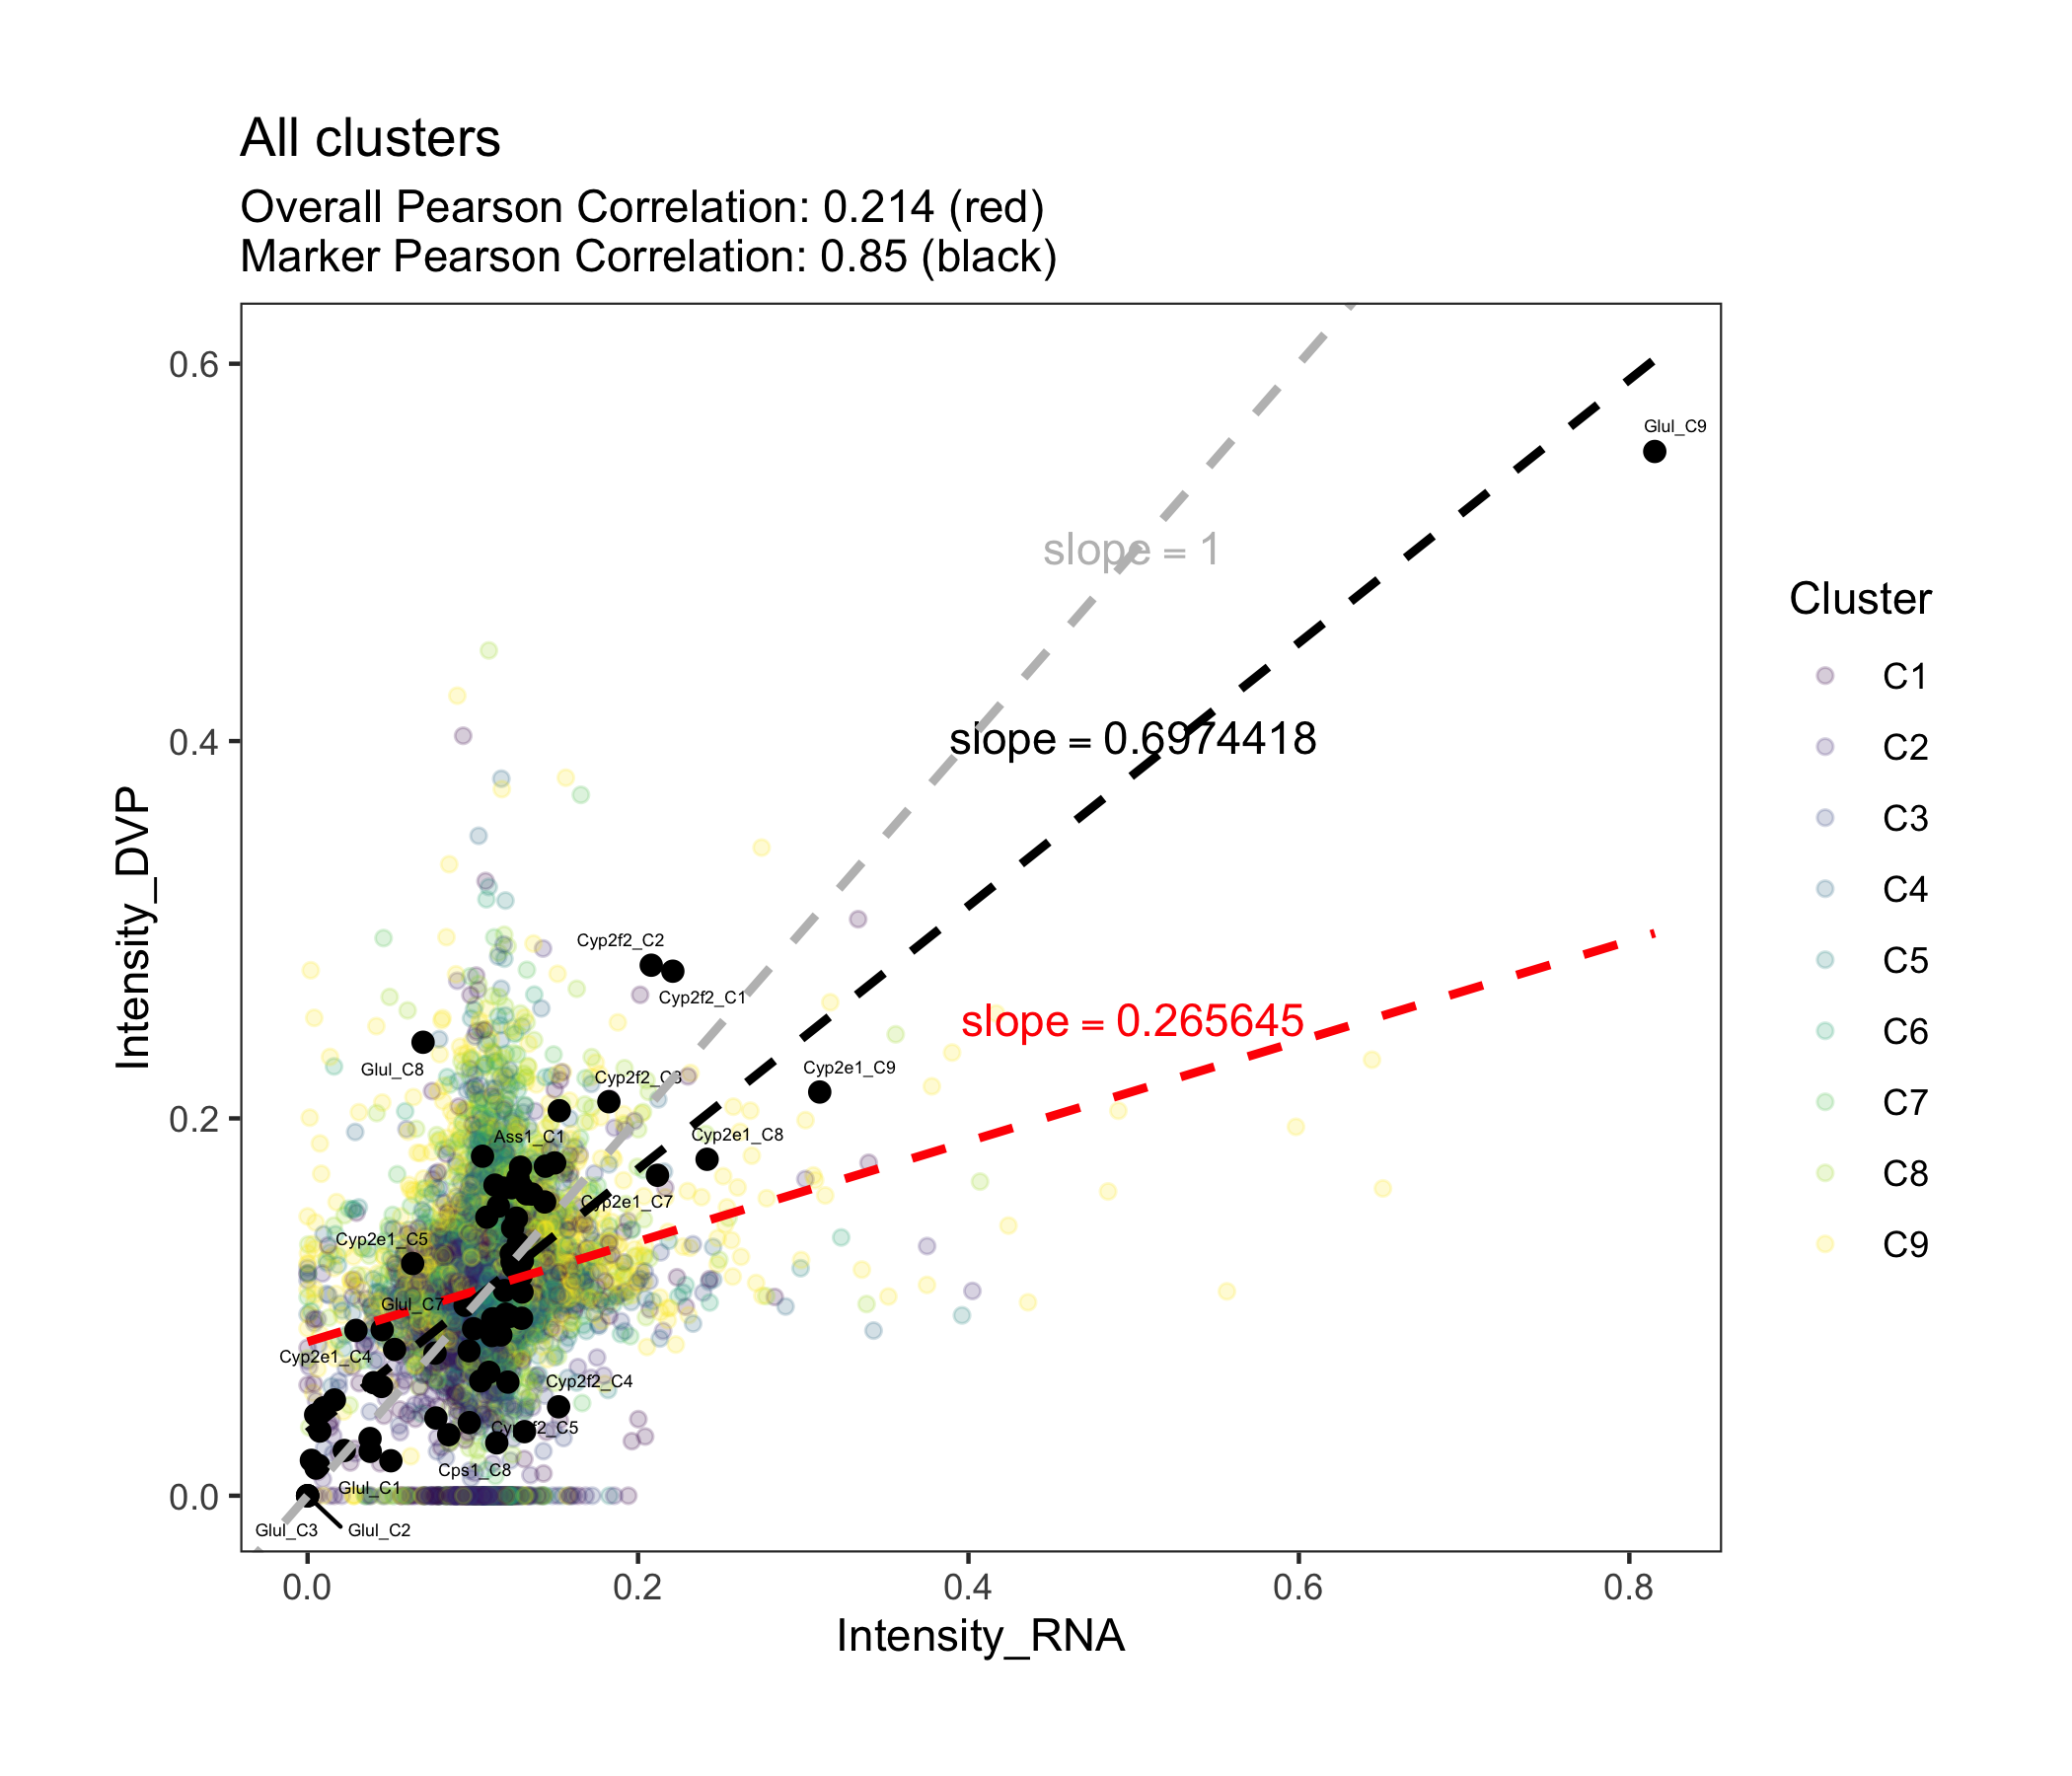 All clusters
Overall Pearson Correlation: 0.214 (red)
Marker Pearson Correlation: 0.85 (black)
0.6
0.4
0.2
0.0
Intensity_DVP
Glul_C9
slope = 1
slope = 0.6974418
slope = 0.265645
Cyp2f2_C2
Cyp2f2_C1
Glul_C8
Cyp2f2_C3
Cyp2e1_C9
Ass1_C1
Cyp2e1_C8
Cyp2e1_C7
Cyp2e1_C5
Glul_C7
Cyp2e1_C4
Cyp2f2_C4
Cyp2f2_C5
Cps1_C8
Glul_C1
Glul_C3
Glul_C2
0.0
0.2
0.4
0.6
0.8
Intensity_RNA
Cluster
C1
C2
C3
C4
C5
C6
C7
C8
C9